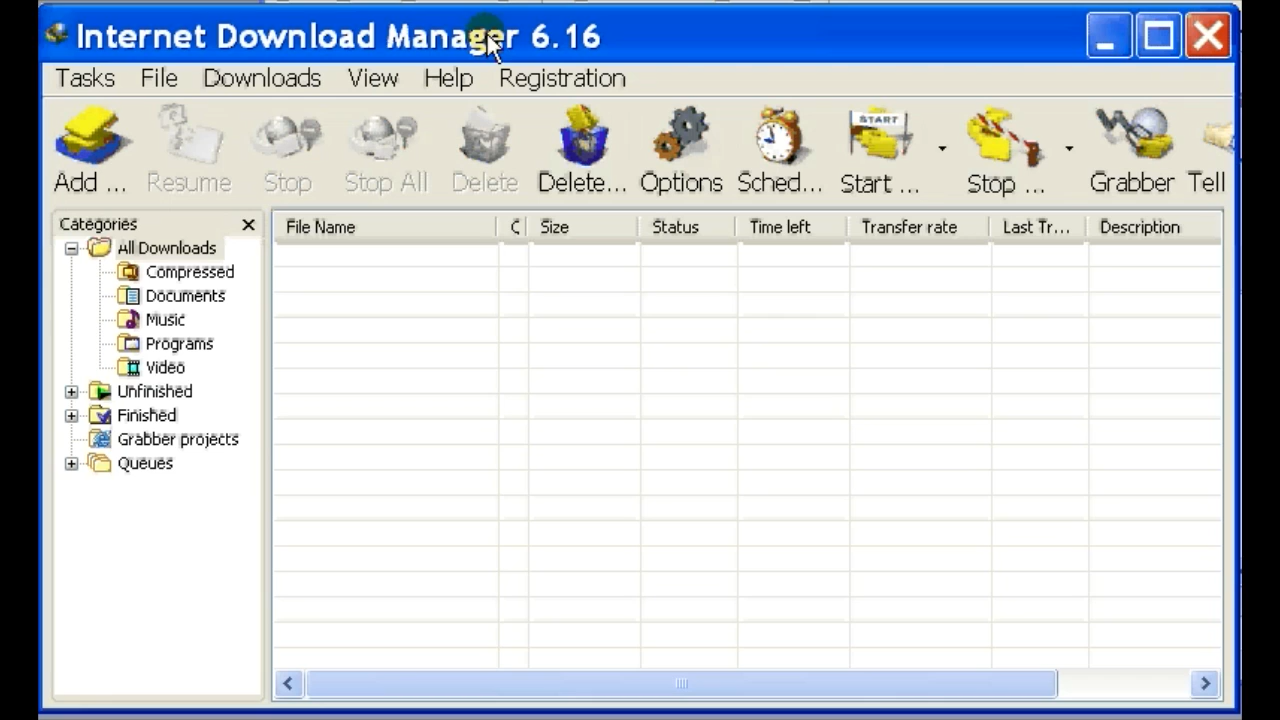 Internet Download Manager 6.16
Tasks File Downloads View Help Registration
START
Add ... Resume Stop Stop All Delete Delete... Options Sched... Start ... Stop ... Grabber Tell
Categories
File Name Size Status Time left Transfer rate Last Tr... Description
All Downloads
Compressed
Documents
Music
Programs
Video
Unfinished
Finished
Grabber projects
Queues